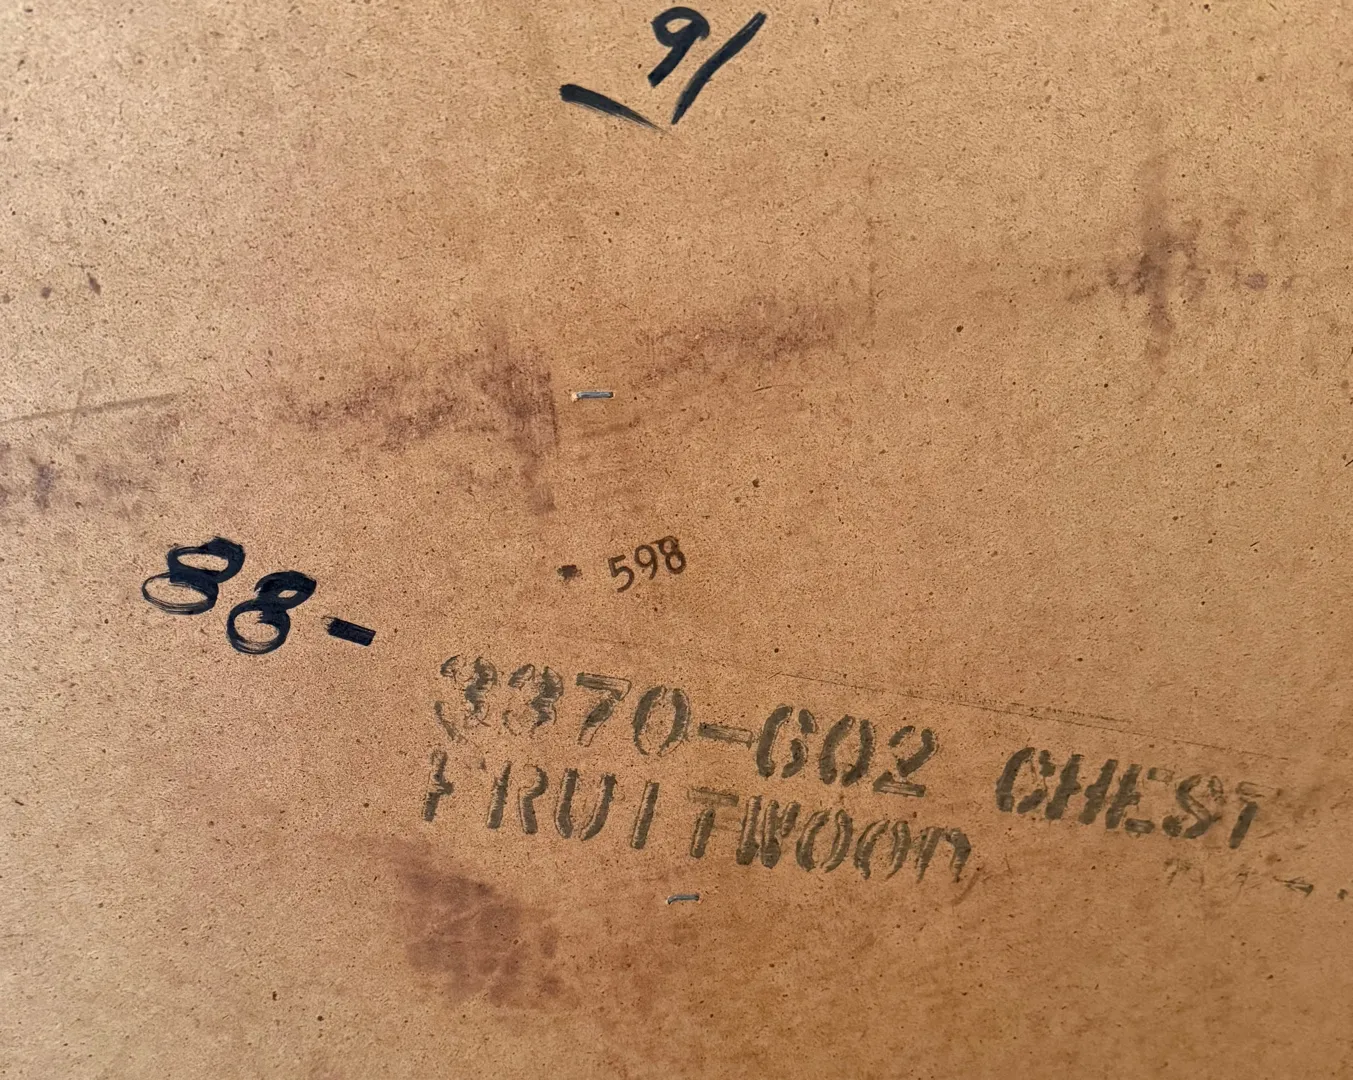 91
598
88-
3370-602 CHEST
FRUITWOOD